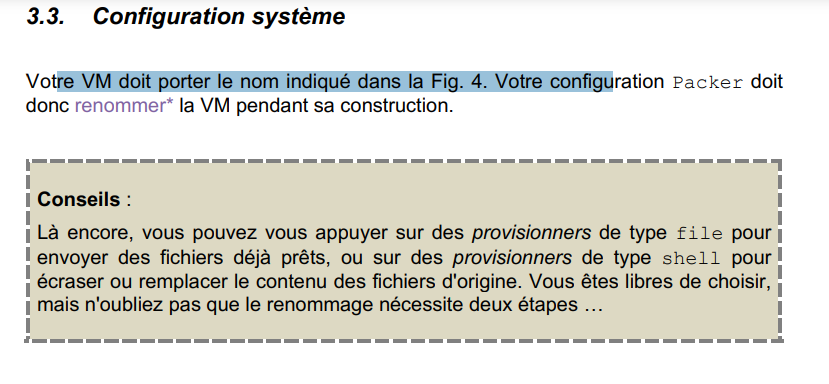 3.3. Configuration système
Votre VM doit porter le nom indiqué dans la Fig. 4. Votre configuration Packer doit
donc renommer* la VM pendant sa construction.
Conseils :
Là encore, vous pouvez vous appuyer sur des provisionners de type file pour
envoyer des fichiers déjà prêts, ou sur des provisionners de type shell pour
écraser ou remplacer le contenu des fichiers d'origine. Vous êtes libres de choisir,
mais n'oubliez pas que le renommage nécessite deux étapes …